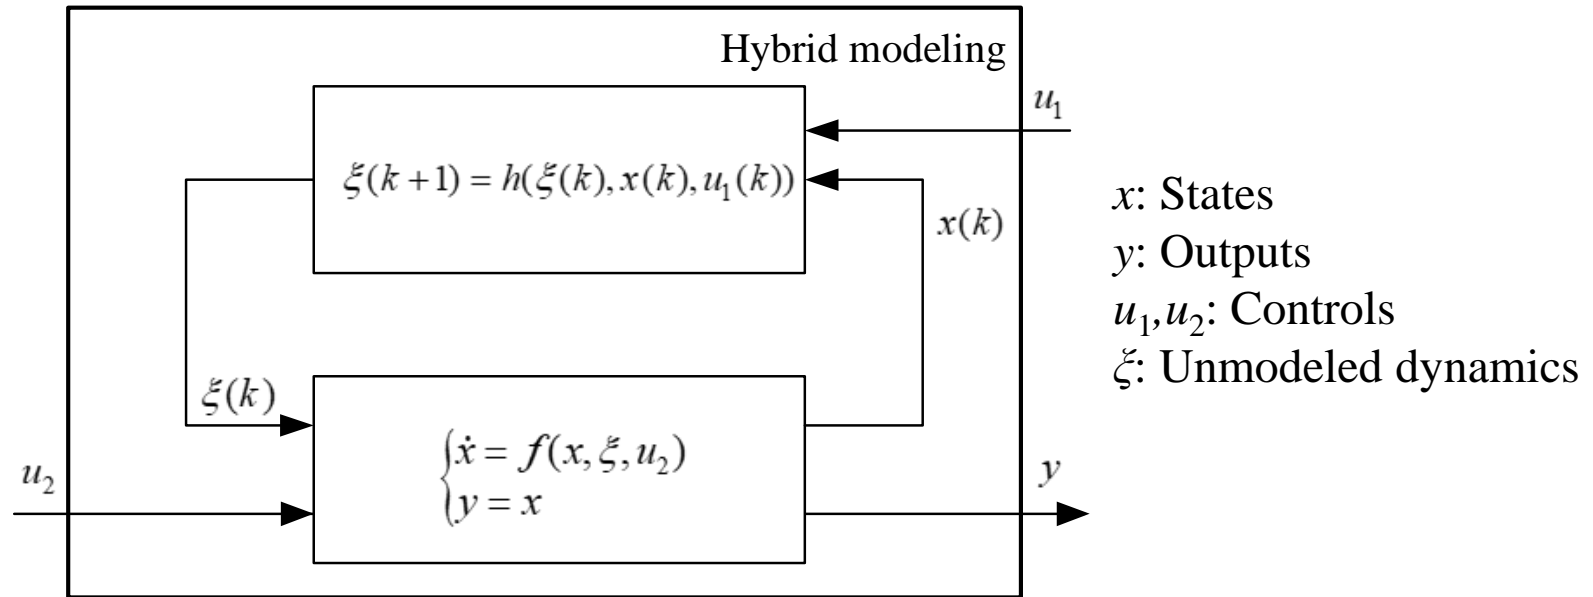 Hybrid modeling
u₁
ξ(k+1) = h(ξ(k), x(k), u₁(k))
x(k)
x: States
y: Outputs
u₁,u₂: Controls
ξ: Unmodeled dynamics
ξ(k)
ẋ = f(x, ξ, u₂)
y = x
u₂
y